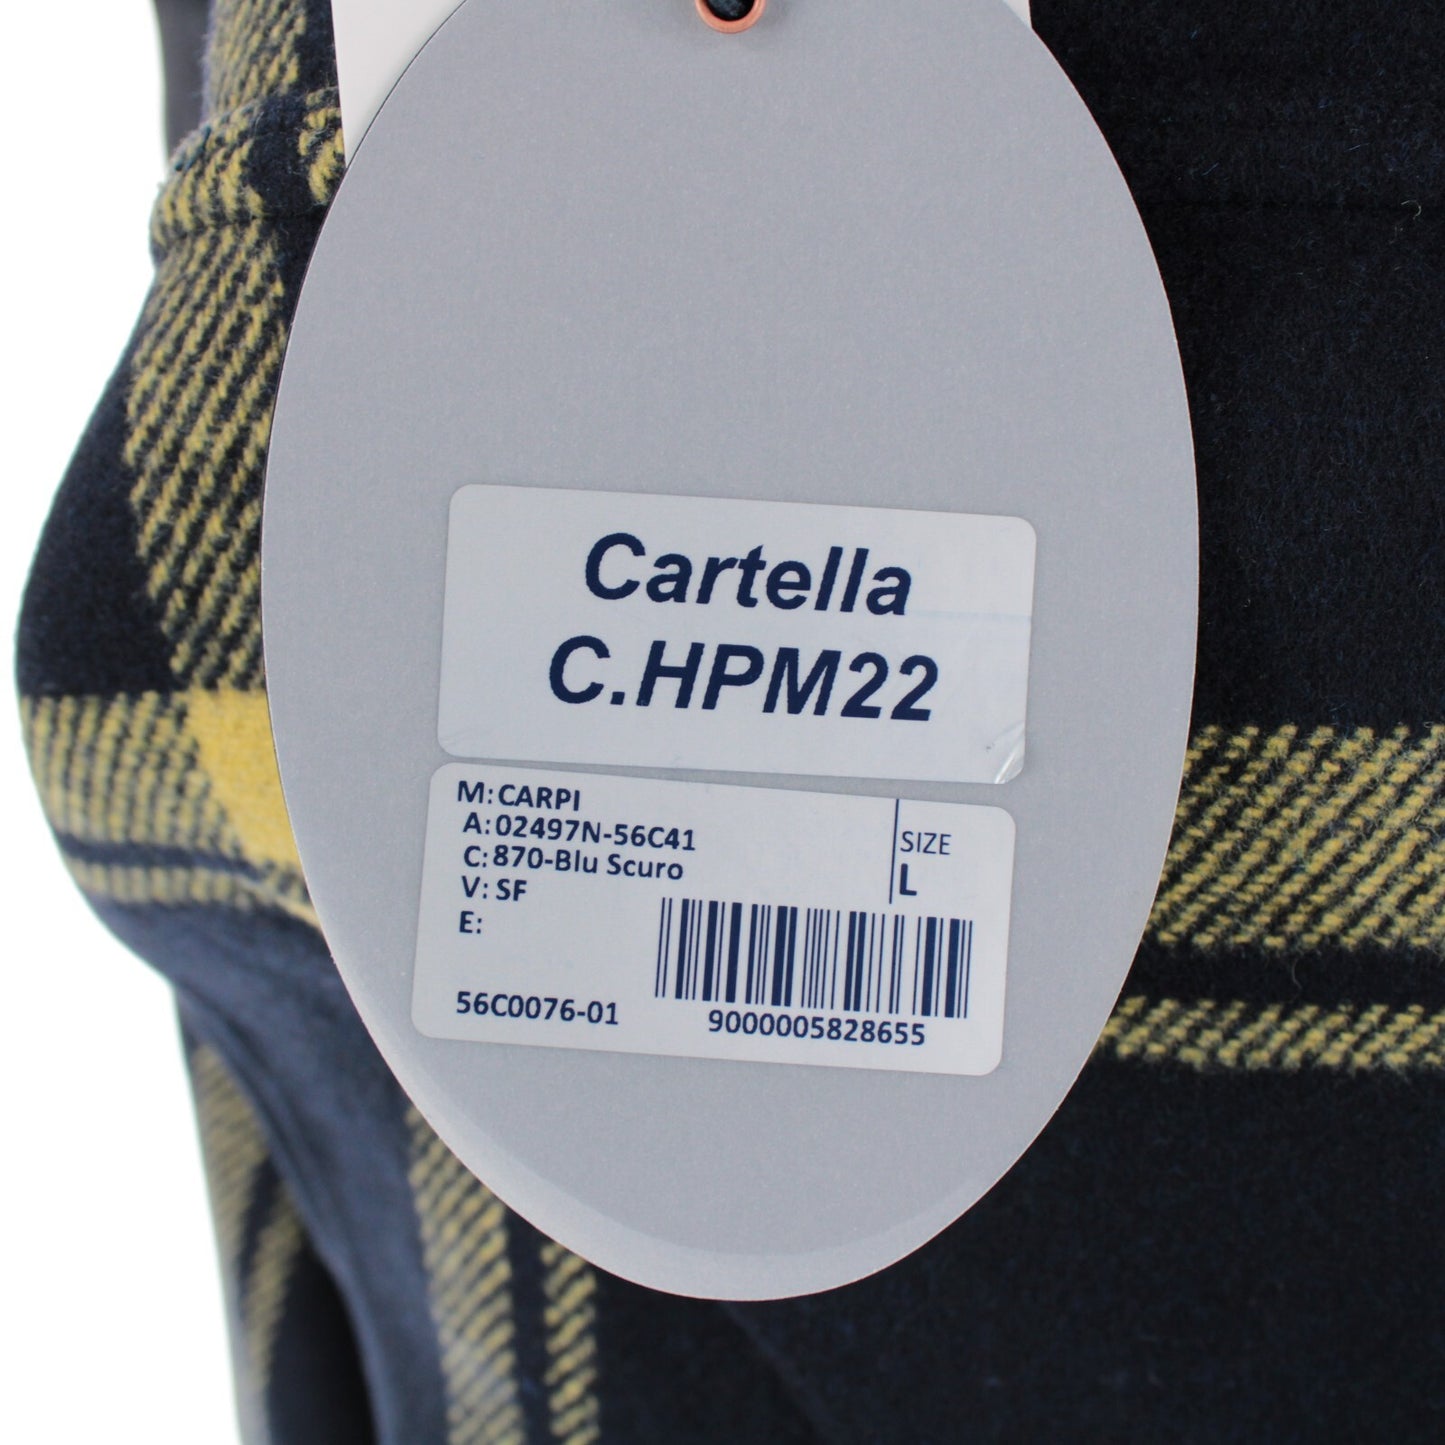 Cartella
C.HPM22
M: CARPI
A: 02497N-56C41
C: 870-Blu Scuro
V: SF
E:
SIZE
L
56C0076-01
9000005828655